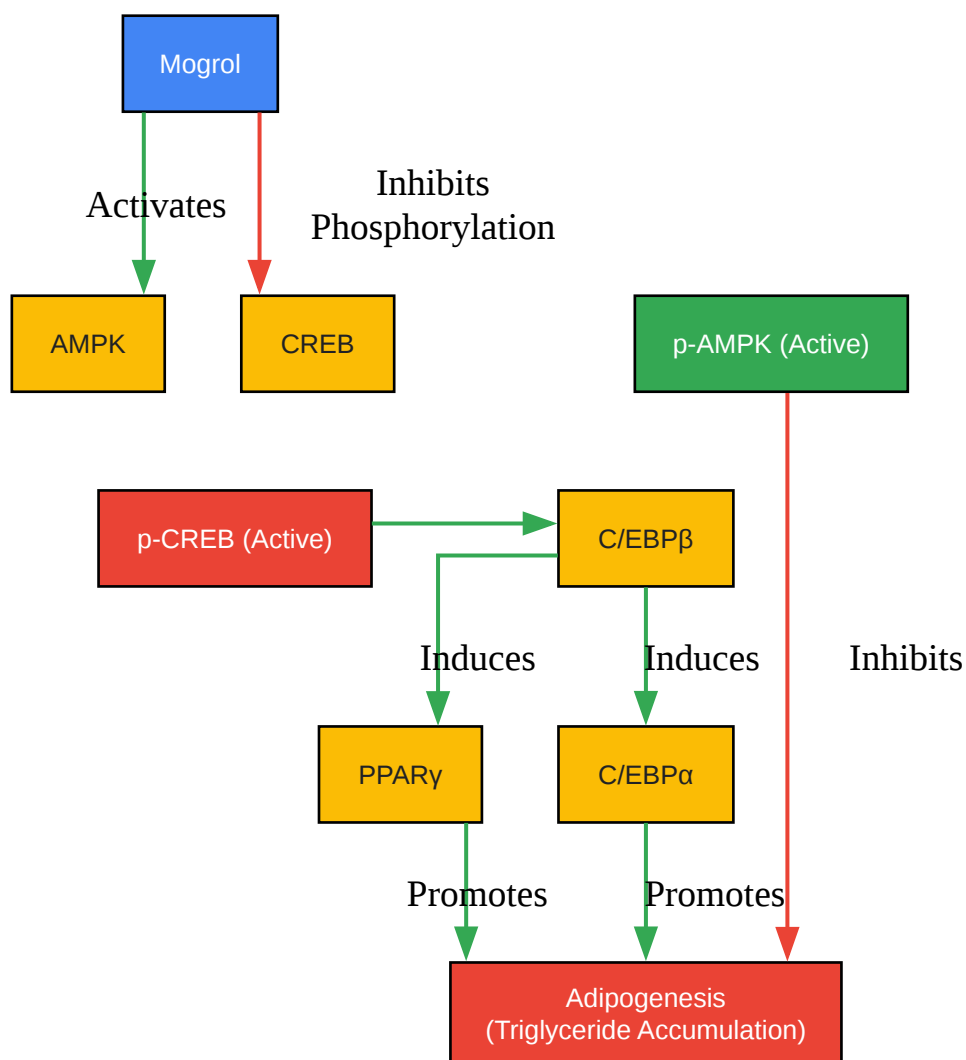 Mogrol
Activates
Inhibits
Phosphorylation
AMPK
CREB
p-AMPK (Active)
p-CREB (Active)
C/EBPβ
Induces
Induces
Inhibits
PPARγ
C/EBPα
Promotes
Promotes
Adipogenesis
(Triglyceride Accumulation)